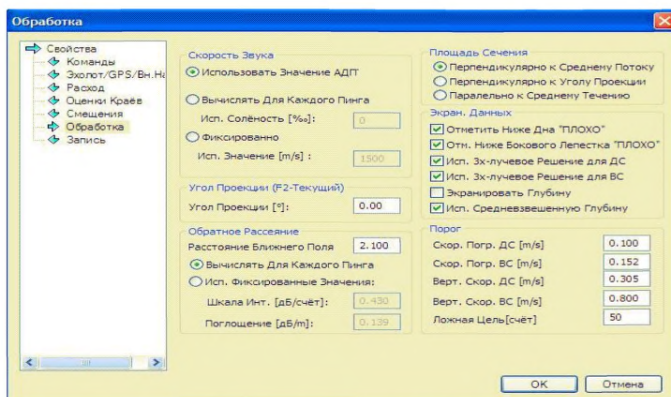 Обработка
Свойства
Команды
Эхолот/GPS/Вн.На
Расход
Оценки Краёв
Смещения
Обработка
Запись
Скорость Звука
Использовать Значение АДП
Вычислять Для Каждого Пинга
Исп. Солёность [‰]: 0
Фиксированно
Исп. Значение [m/s] : 1500
Угол Проекции (F2-Текущий)
Угол Проекции [°]: 0.00
Обратное Рассеяние
Расстояние Ближнего Поля 2.100
Вычислять Для Каждого Пинга
Исп. Фиксированные Значения:
Шкала Инт. [дБ/счёт]: 0.430
Поглощение [дБ/m]: 0.139
Площадь Сечения
Перпендикулярно к Среднему Потоку
Перпендикулярно к Уголу Проекции
Паралельно к Среднему Течению
Экран. Данных
Отметить Ниже Дна "ПЛОХО"
Отм. Ниже Бокового Лепестка "ПЛОХО"
Исп. 3х-лучевое Решение для ДС
Исп. 3х-лучевое Решение для ВС
Экранировать Глубину
Исп. Средневзвешенную Глубину
Порог
Скор. Погр. ДС [m/s] 0.100
Скор. Погр. ВС [m/s] 0.152
Верт. Скор. ДС [m/s] 0.305
Верт. Скор. ВС [m/s] 0.800
Ложная Цель[счёт] 50
OK Отмена